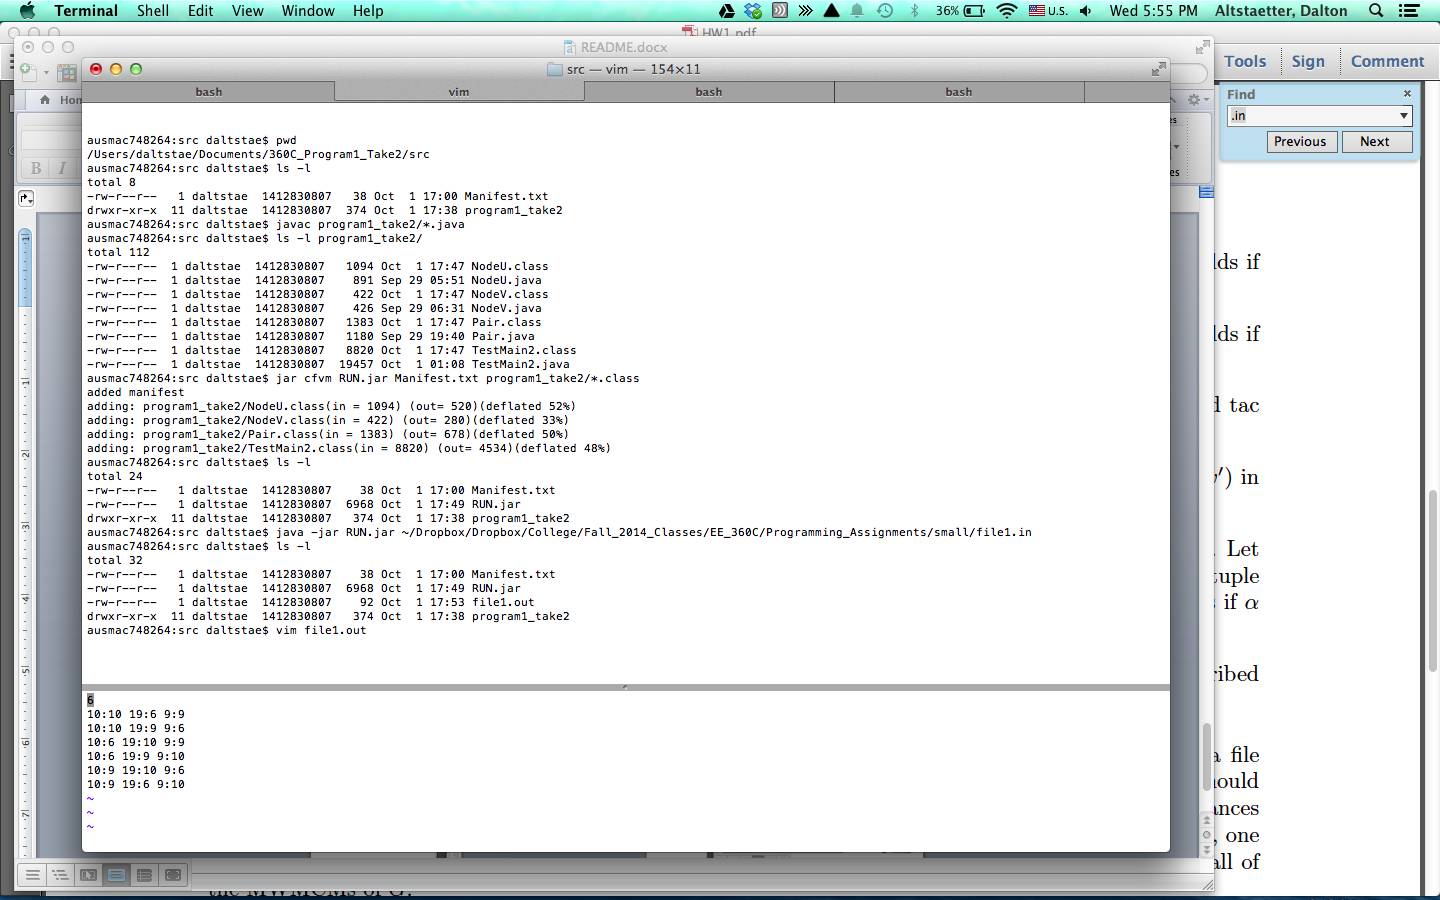 Terminal Shell Edit View Window Help 36% U.S. Wed 5:55 PM Altstaetter, Dalton
HW1.pdf
README.docx
src — vim — 154×11
Tools Sign Comment
bash vim bash bash
Find
.in
Previous Next
ausmac748264:src daltstae$ pwd
/Users/daltstae/Documents/360C_Program1_Take2/src
ausmac748264:src daltstae$ ls -l
total 8
-rw-r--r-- 1 daltstae 1412830807 38 Oct 1 17:00 Manifest.txt
drwxr-xr-x 11 daltstae 1412830807 374 Oct 1 17:38 program1_take2
ausmac748264:src daltstae$ javac program1_take2/*.java
ausmac748264:src daltstae$ ls -l program1_take2/
total 112
-rw-r--r-- 1 daltstae 1412830807 1094 Oct 1 17:47 NodeU.class
-rw-r--r-- 1 daltstae 1412830807 891 Sep 29 05:51 NodeU.java
-rw-r--r-- 1 daltstae 1412830807 422 Oct 1 17:47 NodeV.class
-rw-r--r-- 1 daltstae 1412830807 426 Sep 29 06:31 NodeV.java
-rw-r--r-- 1 daltstae 1412830807 1383 Oct 1 17:47 Pair.class
-rw-r--r-- 1 daltstae 1412830807 1180 Sep 29 19:40 Pair.java
-rw-r--r-- 1 daltstae 1412830807 8820 Oct 1 17:47 TestMain2.class
-rw-r--r-- 1 daltstae 1412830807 19457 Oct 1 01:08 TestMain2.java
ausmac748264:src daltstae$ jar cfvm RUN.jar Manifest.txt program1_take2/*.class
added manifest
adding: program1_take2/NodeU.class(in = 1094) (out= 520)(deflated 52%)
adding: program1_take2/NodeV.class(in = 422) (out= 280)(deflated 33%)
adding: program1_take2/Pair.class(in = 1383) (out= 678)(deflated 50%)
adding: program1_take2/TestMain2.class(in = 8820) (out= 4534)(deflated 48%)
ausmac748264:src daltstae$ ls -l
total 24
-rw-r--r-- 1 daltstae 1412830807 38 Oct 1 17:00 Manifest.txt
-rw-r--r-- 1 daltstae 1412830807 6968 Oct 1 17:49 RUN.jar
drwxr-xr-x 11 daltstae 1412830807 374 Oct 1 17:38 program1_take2
ausmac748264:src daltstae$ java -jar RUN.jar ~/Dropbox/Dropbox/College/Fall_2014_Classes/EE_360C/Programming_Assignments/small/file1.in
ausmac748264:src daltstae$ ls -l
total 32
-rw-r--r-- 1 daltstae 1412830807 38 Oct 1 17:00 Manifest.txt
-rw-r--r-- 1 daltstae 1412830807 6968 Oct 1 17:49 RUN.jar
-rw-r--r-- 1 daltstae 1412830807 92 Oct 1 17:53 file1.out
drwxr-xr-x 11 daltstae 1412830807 374 Oct 1 17:38 program1_take2
ausmac748264:src daltstae$ vim file1.out
6
10:10 19:6 9:9
10:10 19:9 9:6
10:6 19:10 9:9
10:6 19:9 9:10
10:9 19:10 9:6
10:9 19:6 9:10
~
~
~
lds if
lds if
d tac
′) in
. Let
tuple
s if α
ribed
a file
hould
ances
, one
all of
the MWMCMs of G.